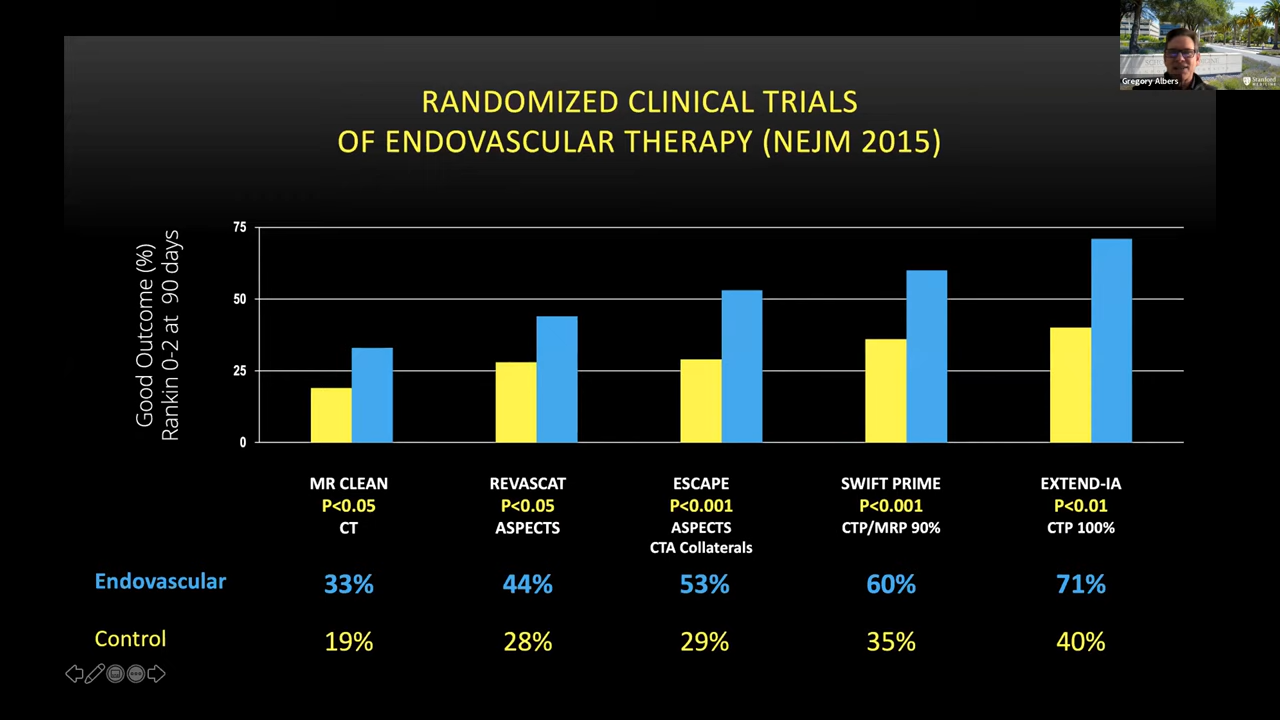 Gregory Albers
Stanford
MEDICINE
RANDOMIZED CLINICAL TRIALS
OF ENDOVASCULAR THERAPY (NEJM 2015)
Good Outcome (%)
Rankin 0-2 at 90 days
75
50
25
0
MR CLEAN REVASCAT ESCAPE SWIFT PRIME EXTEND-IA
P<0.05 P<0.05 P<0.001 P<0.001 P<0.01
CT ASPECTS ASPECTS CTP/MRP 90% CTP 100%
CTA Collaterals
Endovascular 33% 44% 53% 60% 71%
Control 19% 28% 29% 35% 40%